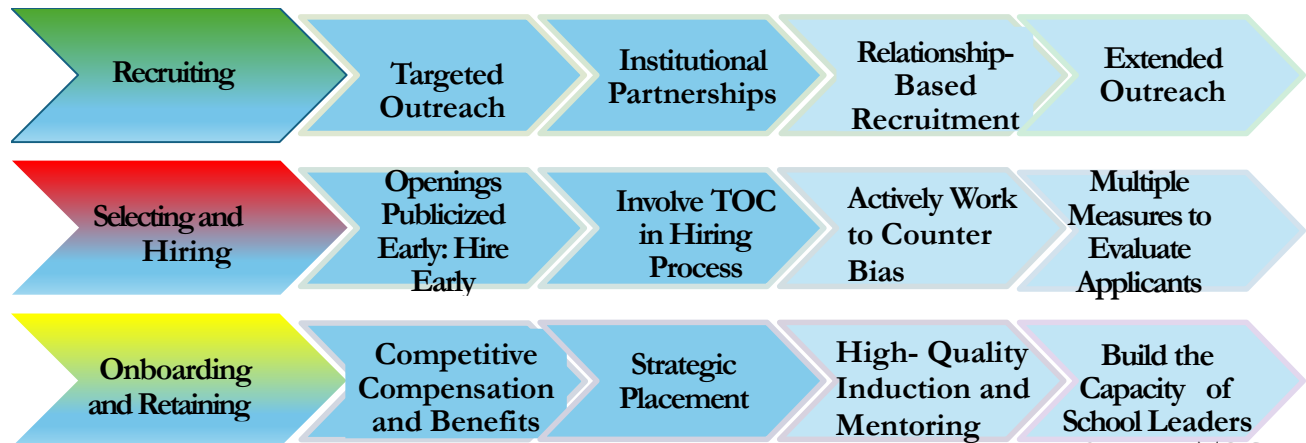 Recruiting
Targeted
Outreach
Institutional
Partnerships
Relationship-
Based
Recruitment
Extended
Outreach
Selecting and
Hiring
Openings
Publicized
Early: Hire
Early
Involve TOC
in Hiring
Process
Actively Work
to Counter
Bias
Multiple
Measures to
Evaluate
Applicants
Onboarding
and Retaining
Competitive
Compensation
and Benefits
Strategic
Placement
High- Quality
Induction and
Mentoring
Build the
Capacity of
School Leaders